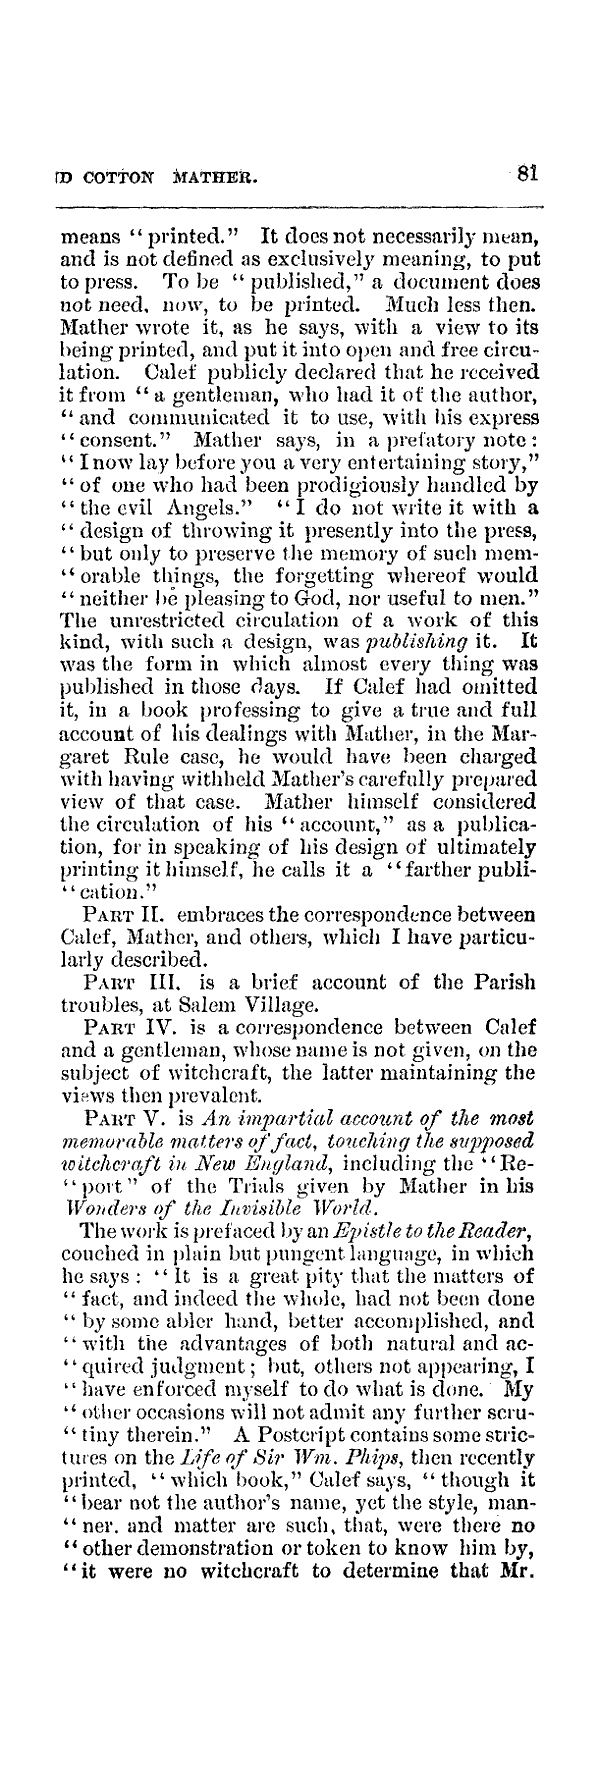 D COTTON MATHER. 81
means “printed.” It does not necessarily mean,
and is not defined as exclusively meaning, to put
to press. To be “published,” a document does
not need, now, to be printed. Much less then.
Mather wrote it, as he says, with a view to its
being printed, and put it into open and free circu-
lation. Calef publicly declared that he received
it from “a gentleman, who had it of the author,
“and communicated it to use, with his express
“consent.” Mather says, in a prefatory note:
“I now lay before you a very entertaining story,”
“of one who had been prodigiously handled by
“the evil Angels.” “I do not write it with a
“design of throwing it presently into the press,
“but only to preserve the memory of such mem-
“orable things, the forgetting whereof would
“neither be pleasing to God, nor useful to men.”
The unrestricted circulation of a work of this
kind, with such a design, was publishing it. It
was the form in which almost every thing was
published in those days. If Calef had omitted
it, in a book professing to give a true and full
account of his dealings with Mather, in the Mar-
garet Rule case, he would have been charged
with having withheld Mather's carefully prepared
view of that case. Mather himself considered
the circulation of his “account,” as a publica-
tion, for in speaking of his design of ultimately
printing it himself, he calls it a “farther publi-
“cation.”
PART II. embraces the correspondence between
Calef, Mather, and others, which I have particu-
larly described.
PART III. is a brief account of the Parish
troubles, at Salem Village.
PART IV. is a correspondence between Calef
and a gentleman, whose name is not given, on the
subject of witchcraft, the latter maintaining the
views then prevalent.
PART V. is An impartial account of the most
memorable matters of fact, touching the supposed
witchcraft in New England, including the “Re-
“port” of the Trials given by Mather in his
Wonders of the Invisible World.
The work is prefaced by an Epistle to the Reader,
couched in plain but pungent language, in which
he says: “It is a great pity that the matters of
“fact, and indeed the whole, had not been done
“by some abler hand, better accomplished, and
“with the advantages of both natural and ac-
“quired judgment; but, others not appearing, I
“have enforced myself to do what is done. My
“other occasions will not admit any further scru-
“tiny therein.” A Postcript contains some stric-
tures on the Life of Sir Wm. Phips, then recently
printed, “which book,” Calef says, “though it
“bear not the author's name, yet the style, man-
“ner. and matter are such, that, were there no
“other demonstration or token to know him by,
“it were no witchcraft to determine that Mr.